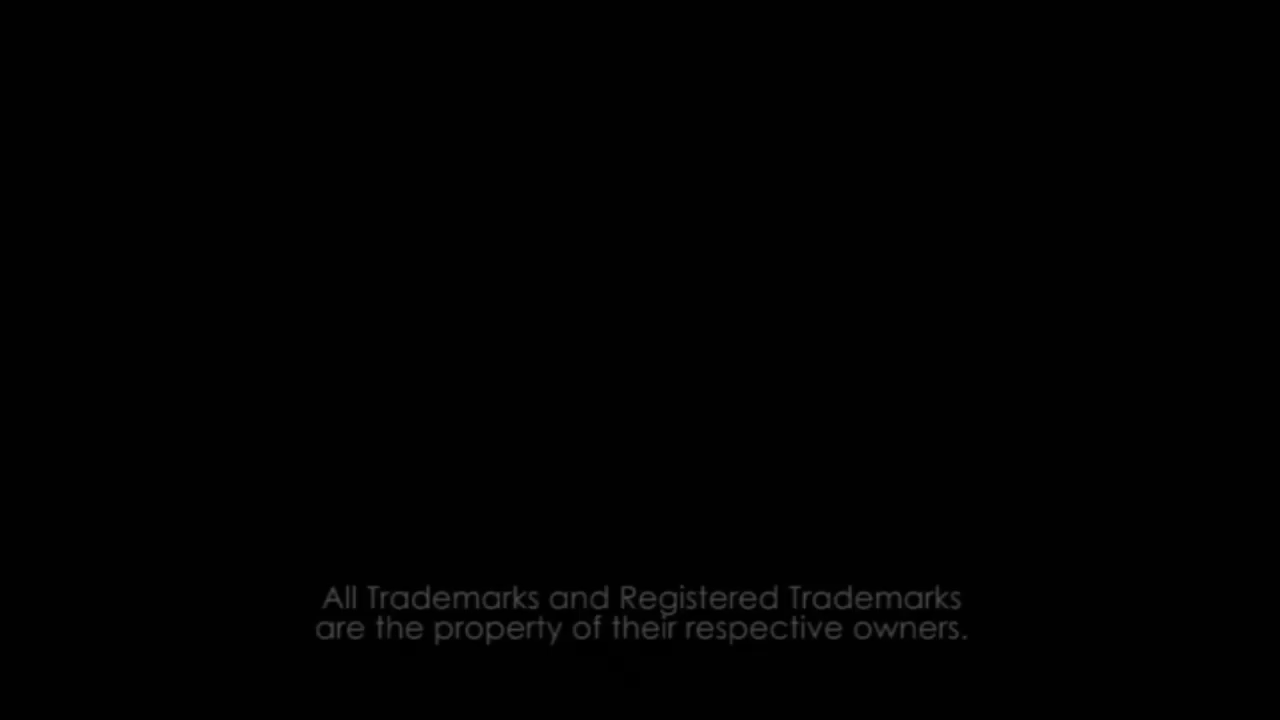 All Trademarks and Registered Trademarks
are the property of their respective owners.